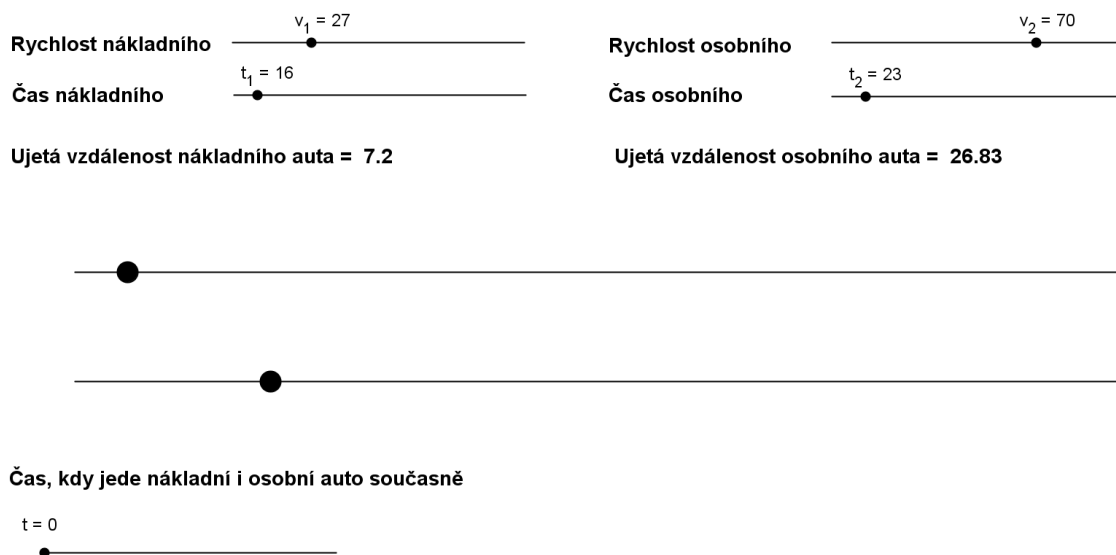 v1 = 27
Rychlost nákladního
t1 = 16
Čas nákladního
v2 = 70
Rychlost osobního
t2 = 23
Čas osobního
Ujetá vzdálenost nákladního auta = 7.2
Ujetá vzdálenost osobního auta = 26.83
Čas, kdy jede nákladní i osobní auto současně
t = 0